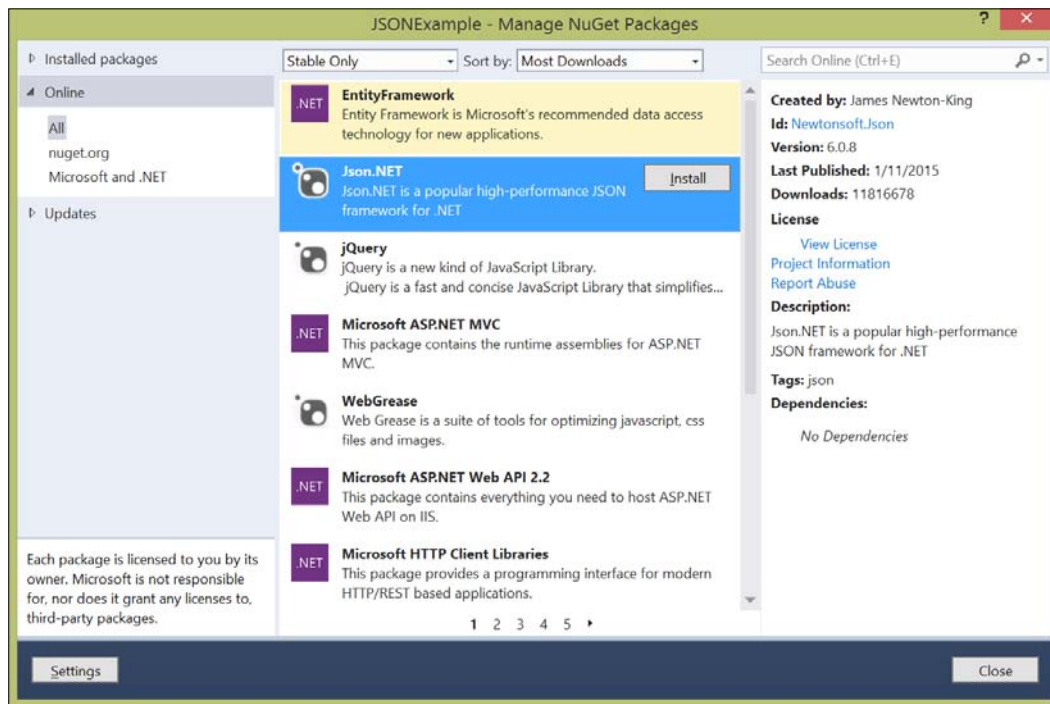 JSONExample - Manage NuGet Packages
?
Installed packages
Online
All
nuget.org
Microsoft and .NET
Updates
Each package is licensed to you by its
owner. Microsoft is not responsible
for, nor does it grant any licenses to,
third-party packages.
Stable Only
Sort by: Most Downloads
.NET
EntityFramework
Entity Framework is Microsoft's recommended data access
technology for new applications.
Json.NET
Json.NET is a popular high-performance JSON
framework for .NET
Install
jQuery
jQuery is a new kind of JavaScript Library.
jQuery is a fast and concise JavaScript Library that simplifies...
.NET
Microsoft ASP.NET MVC
This package contains the runtime assemblies for ASP.NET
MVC.
WebGrease
Web Grease is a suite of tools for optimizing javascript, css
files and images.
.NET
Microsoft ASP.NET Web API 2.2
This package contains everything you need to host ASP.NET
Web API on IIS.
.NET
Microsoft HTTP Client Libraries
This package provides a programming interface for modern
HTTP/REST based applications.
1 2 3 4 5
Search Online (Ctrl+E)
Created by: James Newton-King
Id: Newtonsoft.Json
Version: 6.0.8
Last Published: 1/11/2015
Downloads: 11816678
License
View License
Project Information
Report Abuse
Description:
Json.NET is a popular high-performance
JSON framework for .NET
Tags: json
Dependencies:
No Dependencies
Settings
Close